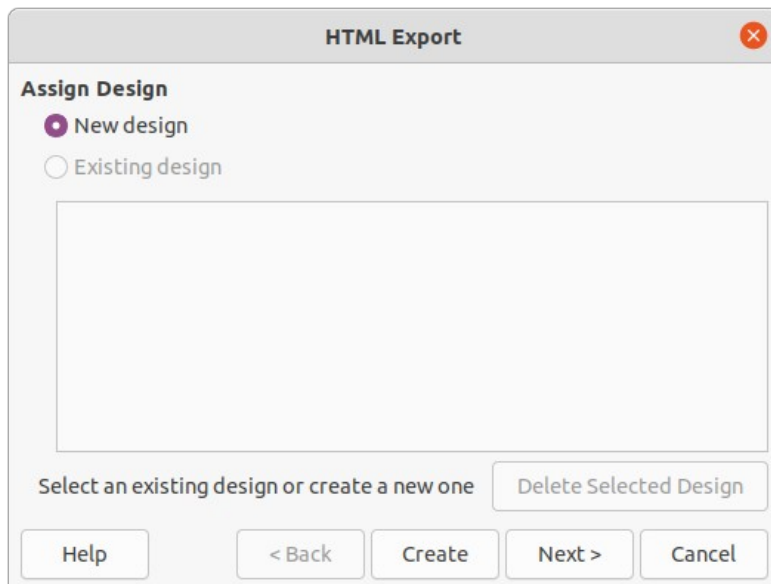 HTML Export
Assign Design
New design
Existing design
Select an existing design or create a new one Delete Selected Design
Help < Back Create Next > Cancel